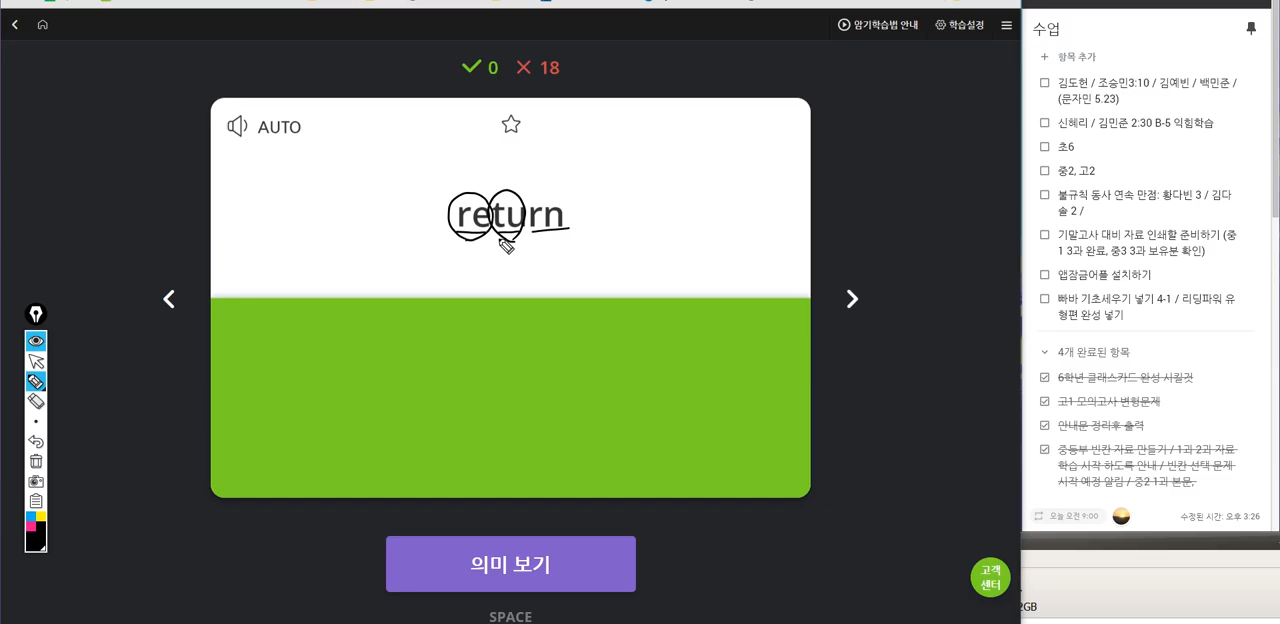 암기학습법 안내
학습설정
0
18
AUTO
return
의미 보기
SPACE
고객
센터
수업
항목 추가
김도헌 / 조승민3:10 / 김예빈 / 백민준 /
(문자민 5.23)
신혜리 / 김민준 2:30 B-5 익힘학습
초6
중2, 고2
불규칙 동사 연속 만점: 황다빈 3 / 김다
솔 2 /
기말고사 대비 자료 인쇄할 준비하기 (중
1 3과 완료, 중3 3과 보유분 확인)
앱잠금어플 설치하기
빠바 기초세우기 넣기 4-1 / 리딩파워 유
형편 완성 넣기
4개 완료된 항목
6학년 클래스카드 완성 시킬것
고1 모의고사 변형문제
안내문 정리후 출력
중등부 빈칸 자료 만들기 / 1과 2과 자료
학습 시작 하도록 안내 / 빈칸 선택 문제
시작 예정 알림 / 중2 1과 본문,
오늘 오전 9:00
수정된 시간: 오후 3:26
2GB